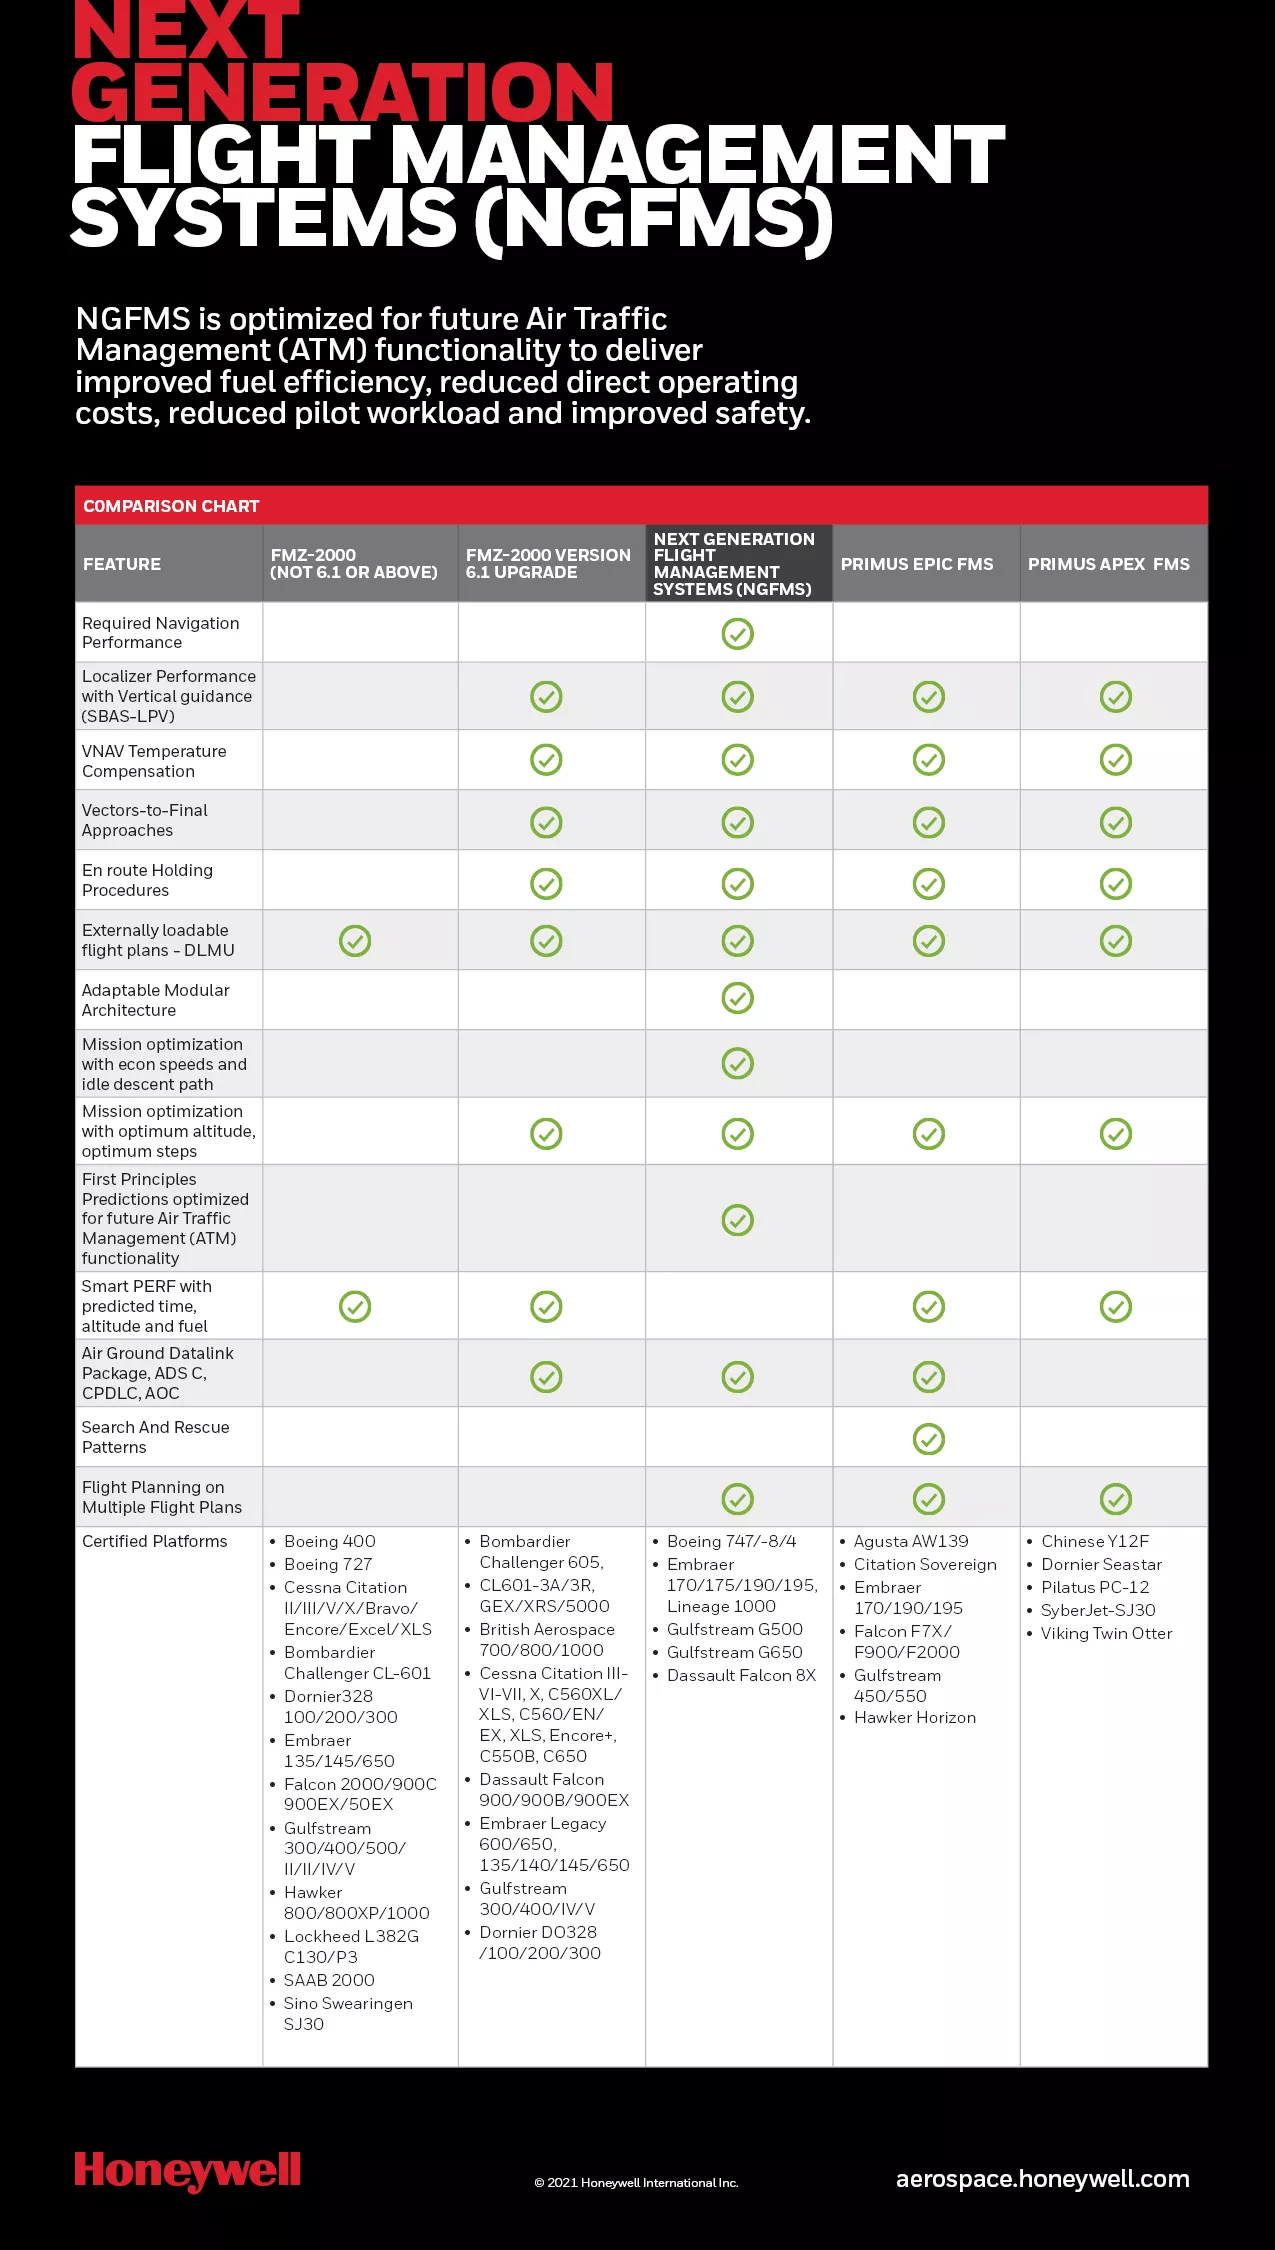 NEXT
GENERATION
FLIGHT MANAGEMENT
SYSTEMS (NGFMS)
NGFMS is optimized for future Air Traffic
Management (ATM) functionality to deliver
improved fuel efficiency, reduced direct operating
costs, reduced pilot workload and improved safety.
COMPARISON CHART
FEATURE
FMZ-2000
(NOT 6.1 OR ABOVE)
FMZ-2000 VERSION
6.1 UPGRADE
NEXT GENERATION
FLIGHT
MANAGEMENT
SYSTEMS (NGFMS)
PRIMUS EPIC FMS
PRIMUS APEX FMS
Required Navigation
Performance
Localizer Performance
with Vertical guidance
(SBAS-LPV)
VNAV Temperature
Compensation
Vectors-to-Final
Approaches
En route Holding
Procedures
Externally loadable
flight plans - DLMU
Adaptable Modular
Architecture
Mission optimization
with econ speeds and
idle descent path
Mission optimization
with optimum altitude,
optimum steps
First Principles
Predictions optimized
for future Air Traffic
Management (ATM)
functionality
Smart PERF with
predicted time,
altitude and fuel
Air Ground Datalink
Package, ADS C,
CPDLC, AOC
Search And Rescue
Patterns
Flight Planning on
Multiple Flight Plans
Certified Platforms
• Boeing 400
• Boeing 727
• Cessna Citation
II/III/V/X/Bravo/
Encore/Excel/XLS
• Bombardier
Challenger CL-601
• Dornier328
100/200/300
• Embraer
135/145/650
• Falcon 2000/900C
900EX/50EX
• Gulfstream
300/400/500/
II/II/IV/V
• Hawker
800/800XP/1000
• Lockheed L382G
C130/P3
• SAAB 2000
• Sino Swearingen
SJ30
• Bombardier
Challenger 605,
• CL601-3A/3R,
GEX/XRS/5000
• British Aerospace
700/800/1000
• Cessna Citation III-
VI-VII, X, C560XL/
XLS, C560/EN/
EX, XLS, Encore+,
C550B, C650
• Dassault Falcon
900/900B/900EX
• Embraer Legacy
600/650,
135/140/145/650
• Gulfstream
300/400/IV/V
• Dornier DO328
/100/200/300
• Boeing 747/-8/4
• Embraer
170/175/190/195,
Lineage 1000
• Gulfstream G500
• Gulfstream G650
• Dassault Falcon 8X
• Agusta AW139
• Citation Sovereign
• Embraer
170/190/195
• Falcon F7X/
F900/F2000
• Gulfstream
450/550
• Hawker Horizon
• Chinese Y12F
• Dornier Seastar
• Pilatus PC-12
• SyberJet-SJ30
• Viking Twin Otter
Honeywell
© 2021 Honeywell International Inc.
aerospace.honeywell.com